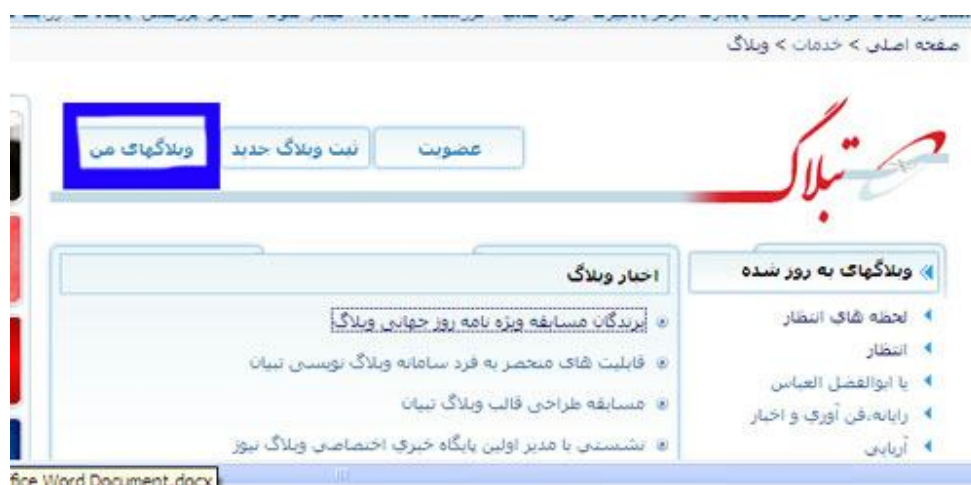 صفحه اصلی > خدمات > وبلاگ
تبلاگ
عضویت
ثبت وبلاگ جدید
وبلاگهای من
وبلاگهای به روز شده
لحظه های انتظار
انتظار
یا ابوالفضل العباس
رایانه،فن آوری و اخبار
آریایی
اخبار وبلاگ
برندگان مسابقه ویژه نامه روز جهانی وبلاگ
قابلیت های منحصر به فرد سامانه وبلاگ نویسی تبیان
مسابقه طراحی قالب وبلاگ تبیان
نشستی با مدیر اولین پایگاه خبری اختصاصی وبلاگ نیوز
ffice Word Document.docx